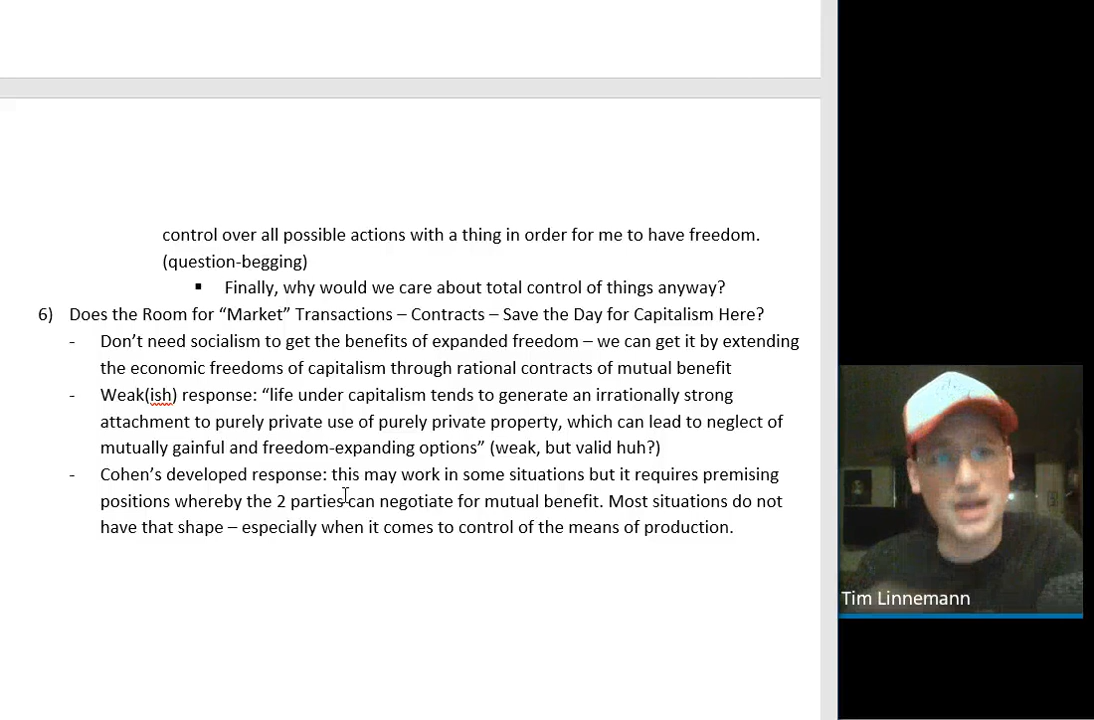 control over all possible actions with a thing in order for me to have freedom.
(question-begging)
▪ Finally, why would we care about total control of things anyway?
6) Does the Room for “Market” Transactions – Contracts – Save the Day for Capitalism Here?
- Don’t need socialism to get the benefits of expanded freedom – we can get it by extending
the economic freedoms of capitalism through rational contracts of mutual benefit
- Weak(ish) response: “life under capitalism tends to generate an irrationally strong
attachment to purely private use of purely private property, which can lead to neglect of
mutually gainful and freedom-expanding options” (weak, but valid huh?)
- Cohen’s developed response: this may work in some situations but it requires premising
positions whereby the 2 parties can negotiate for mutual benefit. Most situations do not
have that shape – especially when it comes to control of the means of production.
Tim Linnemann